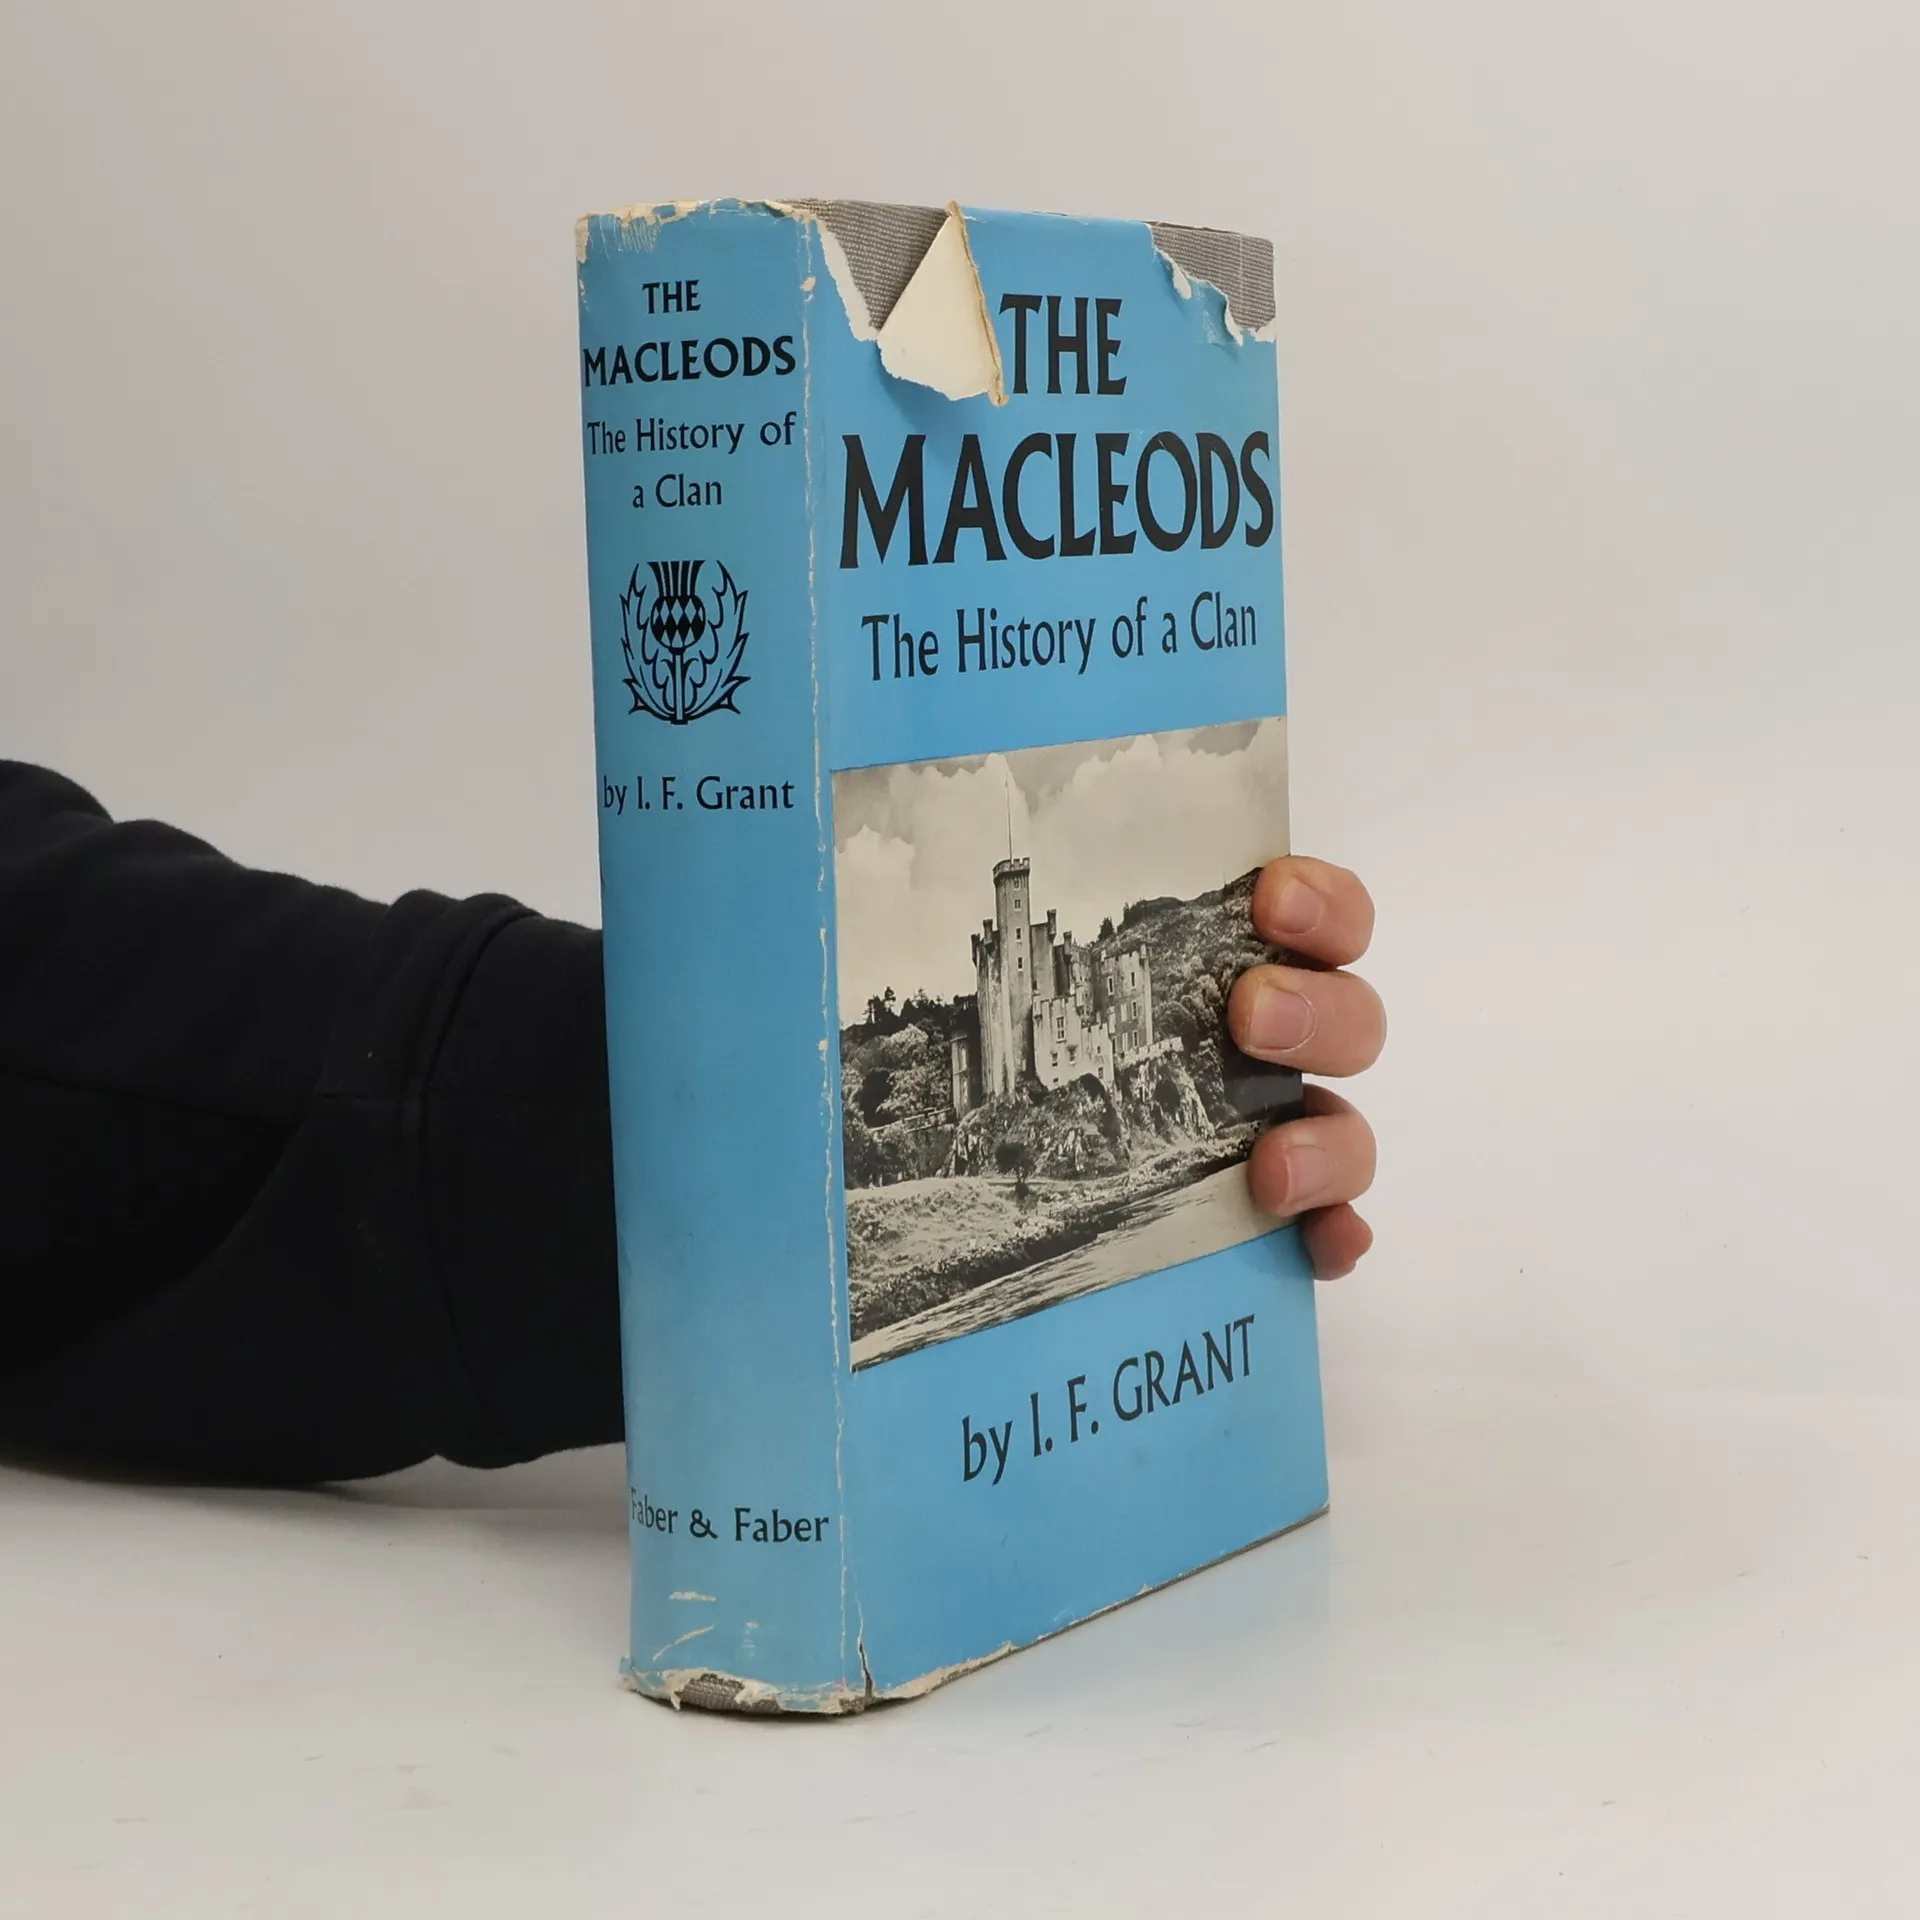 THE
MACLEODS
The History of
a Clan
by I. F. Grant
Faber & Faber
THE
MACLEODS
The History of a Clan
by I. F. GRANT